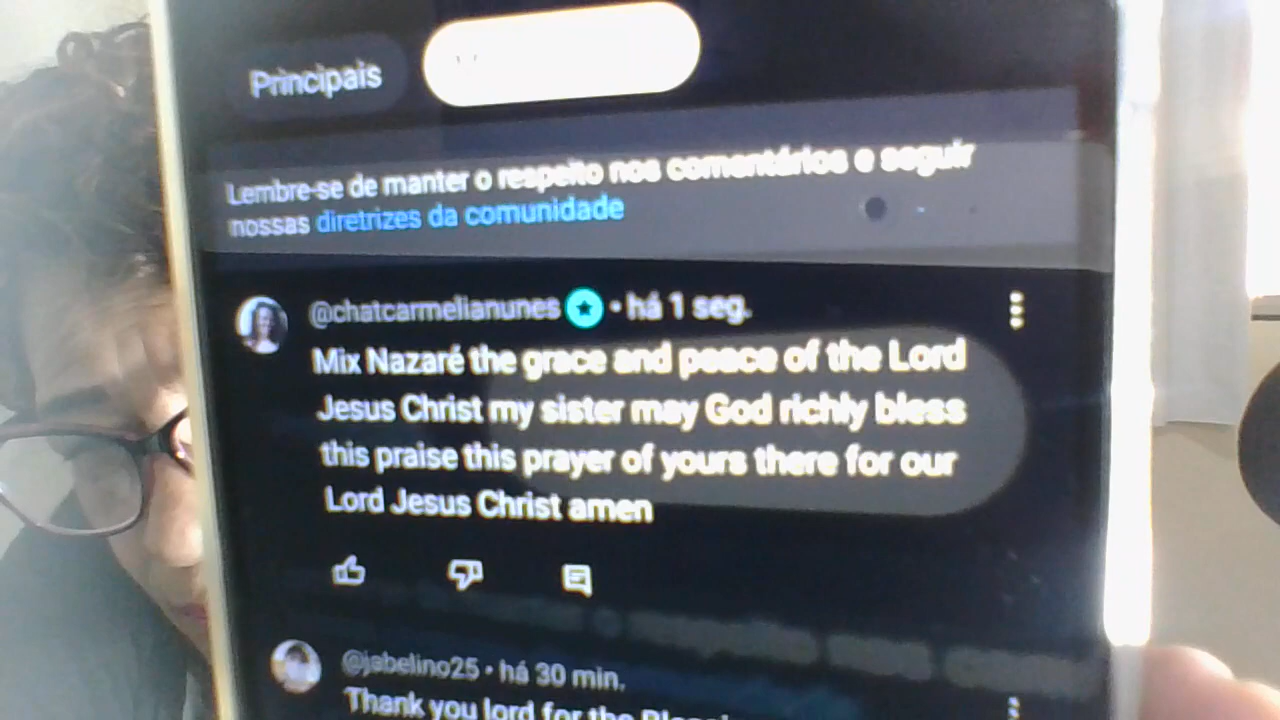 Principais
Lembre-se de manter o respeito nos comentários e seguir
nossas diretrizes da comunidade
@chatcarmelianunes • há 1 seg.
Mix Nazaré the grace and peace of the Lord
Jesus Christ my sister may God richly bless
this praise this prayer of yours there for our
Lord Jesus Christ amen
@jabelino25 • há 30 min.
Thank you lord for the